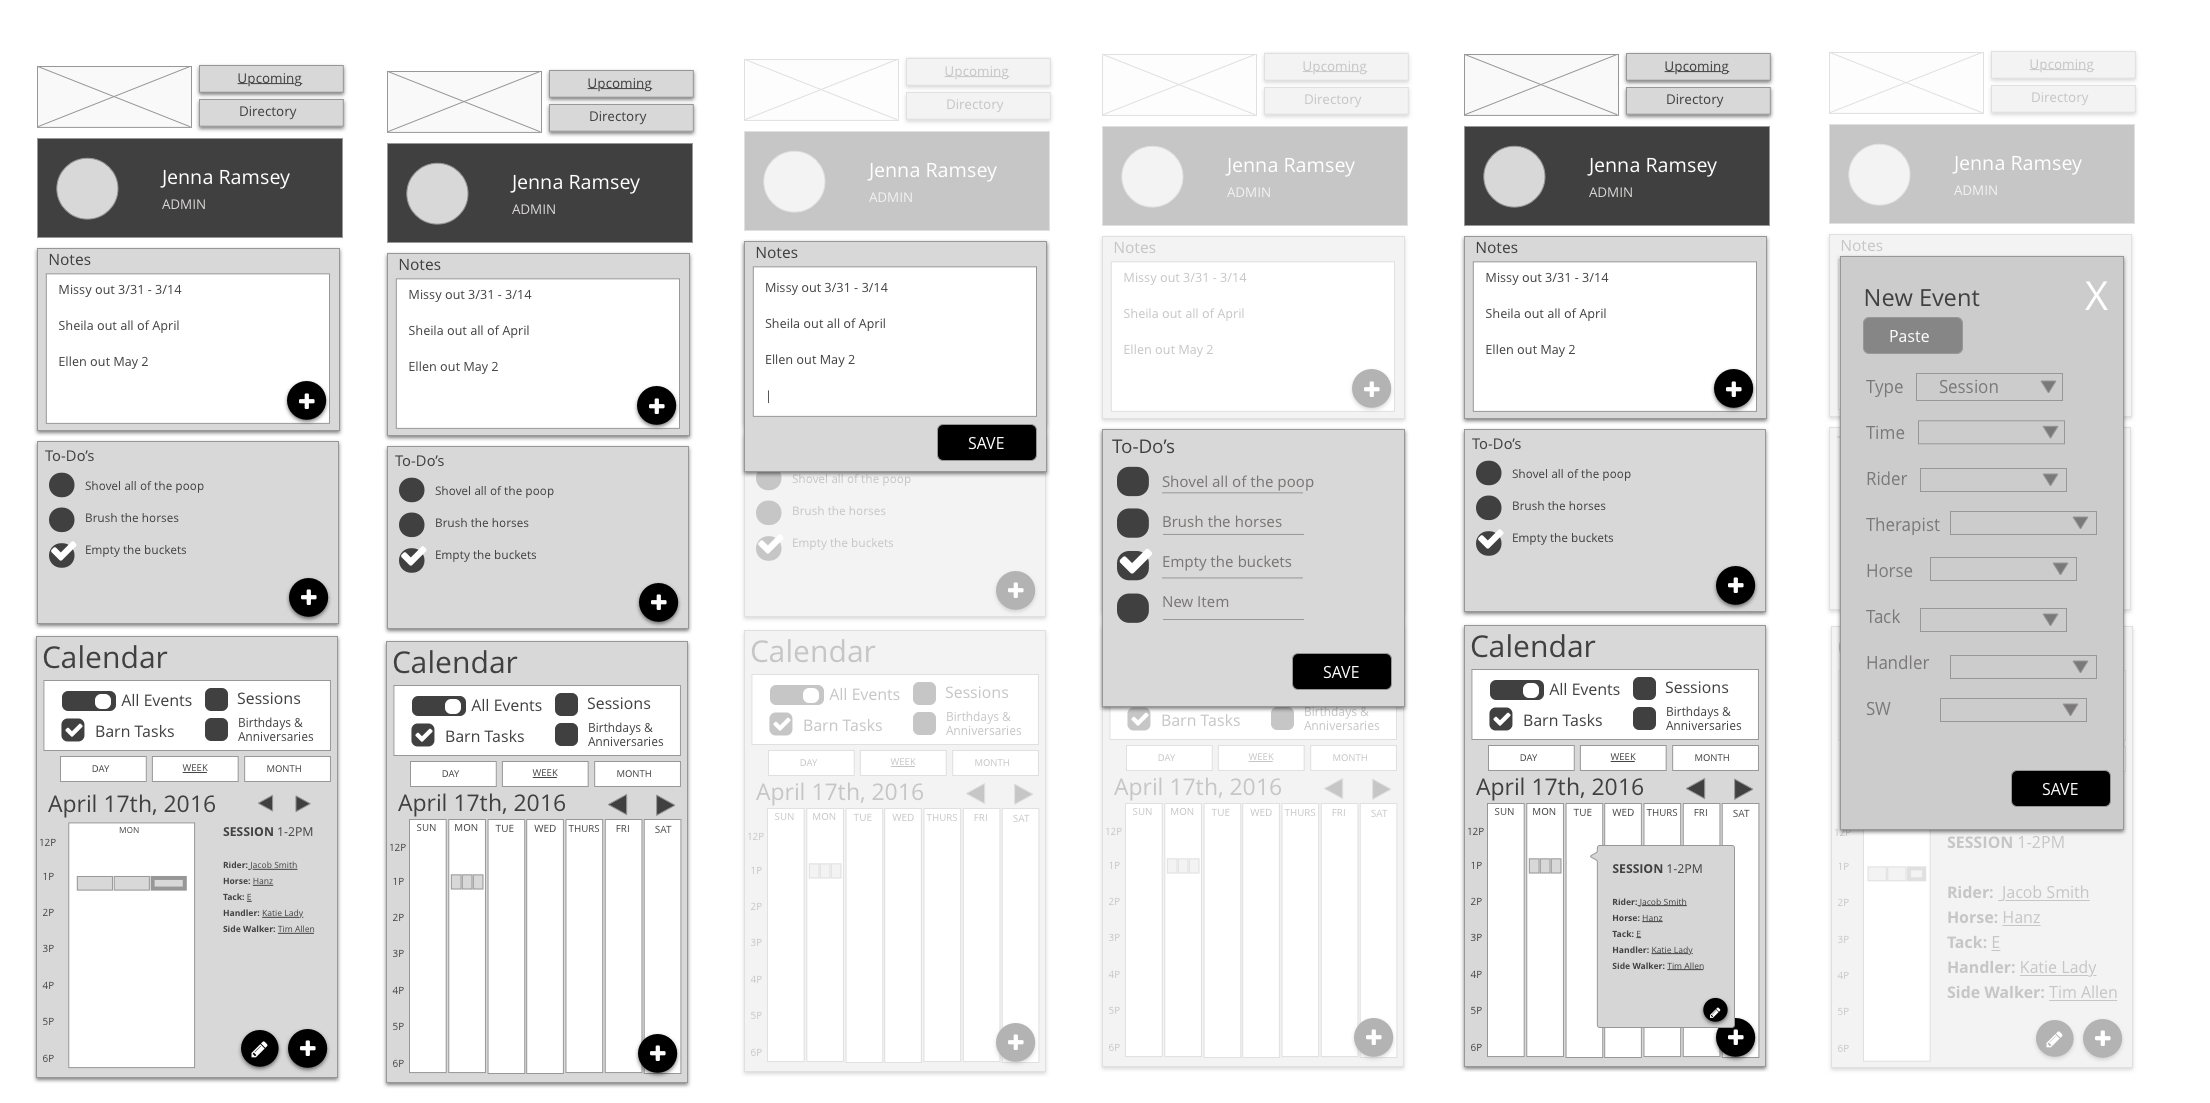 Upcoming
Directory
Jenna Ramsey
ADMIN
Notes
Missy out 3/31 - 3/14
Sheila out all of April
Ellen out May 2
To-Do's
Shovel all of the poop
Brush the horses
Empty the buckets
Calendar
All Events
Sessions
Barn Tasks
Birthdays &
Anniversaries
DAY
WEEK
MONTH
April 17th, 2016
MON
SESSION 1-2PM
Rider: Jacob Smith
Horse: Hanz
Tack: E
Handler: Katie Lady
Side Walker: Tim Allen
12P
1P
2P
3P
4P
5P
6P
Upcoming
Directory
Jenna Ramsey
ADMIN
Notes
Missy out 3/31 - 3/14
Sheila out all of April
Ellen out May 2
To-Do's
Shovel all of the poop
Brush the horses
Empty the buckets
Calendar
All Events
Sessions
Barn Tasks
Birthdays &
Anniversaries
DAY
WEEK
MONTH
April 17th, 2016
SUN MON TUE WED THURS FRI SAT
12P
1P
2P
3P
4P
5P
6P
Upcoming
Directory
Jenna Ramsey
ADMIN
Notes
Missy out 3/31 - 3/14
Sheila out all of April
Ellen out May 2
SAVE
Shovel all of the poop
Brush the horses
Empty the buckets
Calendar
All Events
Sessions
Barn Tasks
Birthdays &
Anniversaries
DAY
WEEK
MONTH
April 17th, 2016
SUN MON TUE WED THURS FRI SAT
12P
1P
2P
3P
4P
5P
6P
Upcoming
Directory
Jenna Ramsey
ADMIN
Notes
Missy out 3/31 - 3/14
Sheila out all of April
Ellen out May 2
To-Do's
Shovel all of the poop
Brush the horses
Empty the buckets
New Item
SAVE
Barn Tasks
Birthdays &
Anniversaries
DAY
WEEK
MONTH
April 17th, 2016
SUN MON TUE WED THURS FRI SAT
12P
1P
2P
3P
4P
5P
6P
Upcoming
Directory
Jenna Ramsey
ADMIN
Notes
Missy out 3/31 - 3/14
Sheila out all of April
Ellen out May 2
To-Do's
Shovel all of the poop
Brush the horses
Empty the buckets
Calendar
All Events
Sessions
Barn Tasks
Birthdays &
Anniversaries
DAY
WEEK
MONTH
April 17th, 2016
SUN MON TUE WED THURS FRI SAT
12P
1P
2P
3P
4P
5P
6P
SESSION 1-2PM
Rider: Jacob Smith
Horse: Hanz
Tack: E
Handler: Katie Lady
Side Walker: Tim Allen
Upcoming
Directory
Jenna Ramsey
ADMIN
Notes
New Event
X
Paste
Type Session
Time
Rider
Therapist
Horse
Tack
Handler
SW
SAVE
12P
1P
2P
3P
4P
5P
6P
SESSION 1-2PM
Rider: Jacob Smith
Horse: Hanz
Tack: E
Handler: Katie Lady
Side Walker: Tim Allen